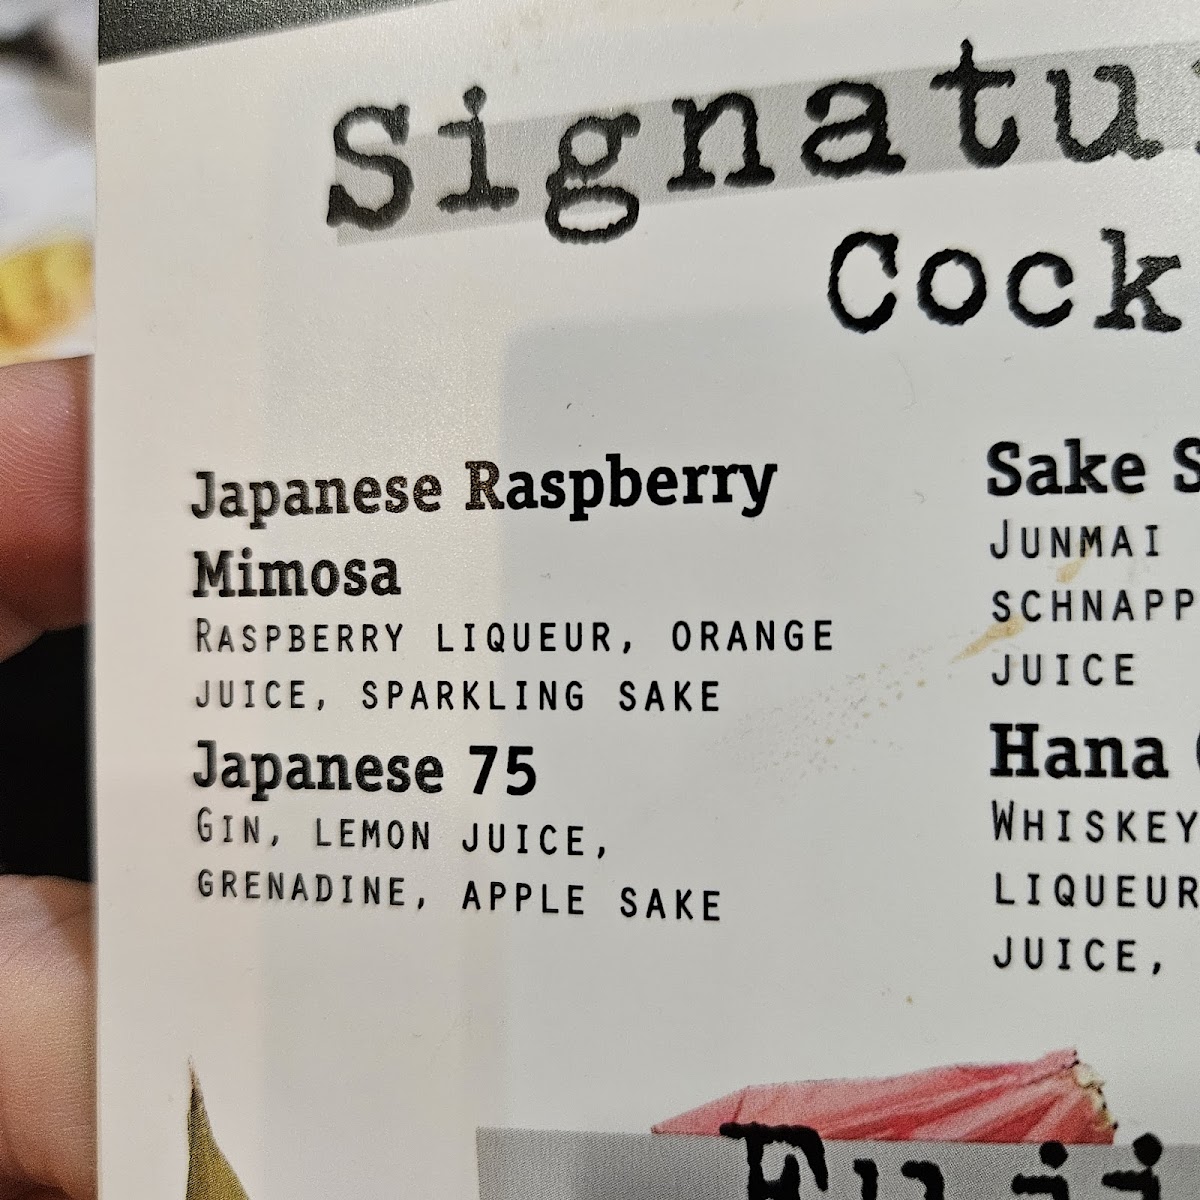 Signatu
Cock
Japanese Raspberry
Mimosa
RASPBERRY LIQUEUR, ORANGE
JUICE, SPARKLING SAKE
Japanese 75
GIN, LEMON JUICE,
GRENADINE, APPLE SAKE
Sake S
JUNMAI
SCHNAPP
JUICE
Hana
WHISKEY
LIQUEUR
JUICE,
Fuji